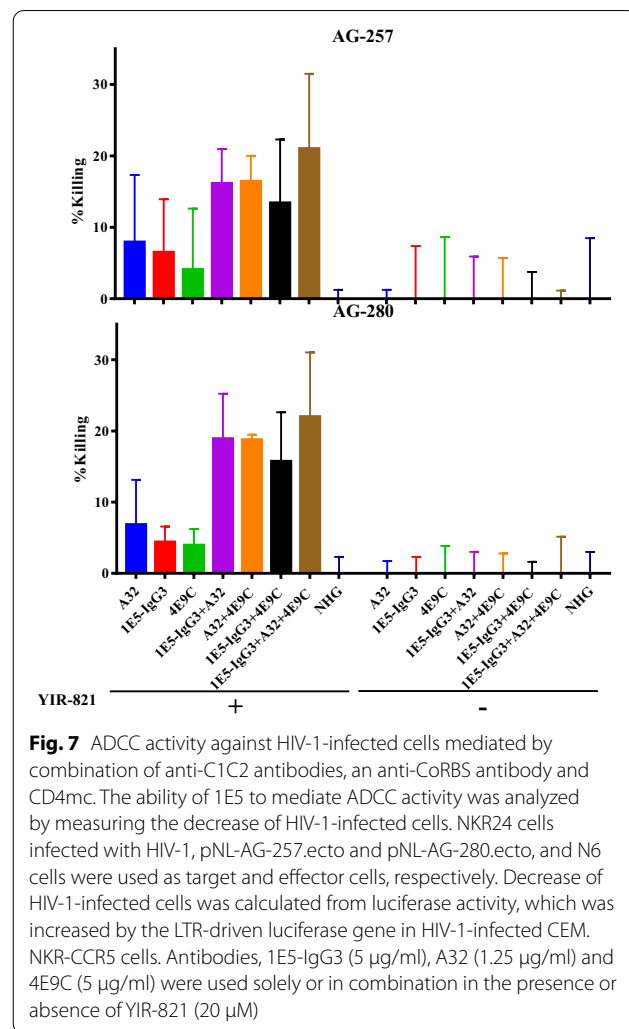 AG-257
30
20
10
0
%Killing
AG-280
30
20
10
0
%Killing
A32
1E5-IgG3
4E9C
1E5-IgG3+A32
A32+4E9C
1E5-IgG3+4E9C
1E5-IgG3+A32+4E9C
NHG
A32
1E5-IgG3
4E9C
1E5-IgG3+A32
A32+4E9C
1E5-IgG3+4E9C
1E5-IgG3+A32+4E9C
NHG
YIR-821 + -
Fig. 7 ADCC activity against HIV-1-infected cells mediated by
combination of anti-C1C2 antibodies, an anti-CoRBS antibody and
CD4mc. The ability of 1E5 to mediate ADCC activity was analyzed
by measuring the decrease of HIV-1-infected cells. NKR24 cells
infected with HIV-1, pNL-AG-257.ecto and pNL-AG-280.ecto, and N6
cells were used as target and effector cells, respectively. Decrease of
HIV-1-infected cells was calculated from luciferase activity, which was
increased by the LTR-driven luciferase gene in HIV-1-infected CEM.
NKR-CCR5 cells. Antibodies, 1E5-IgG3 (5 μg/ml), A32 (1.25 μg/ml) and
4E9C (5 μg/ml) were used solely or in combination in the presence or
absence of YIR-821 (20 μM)